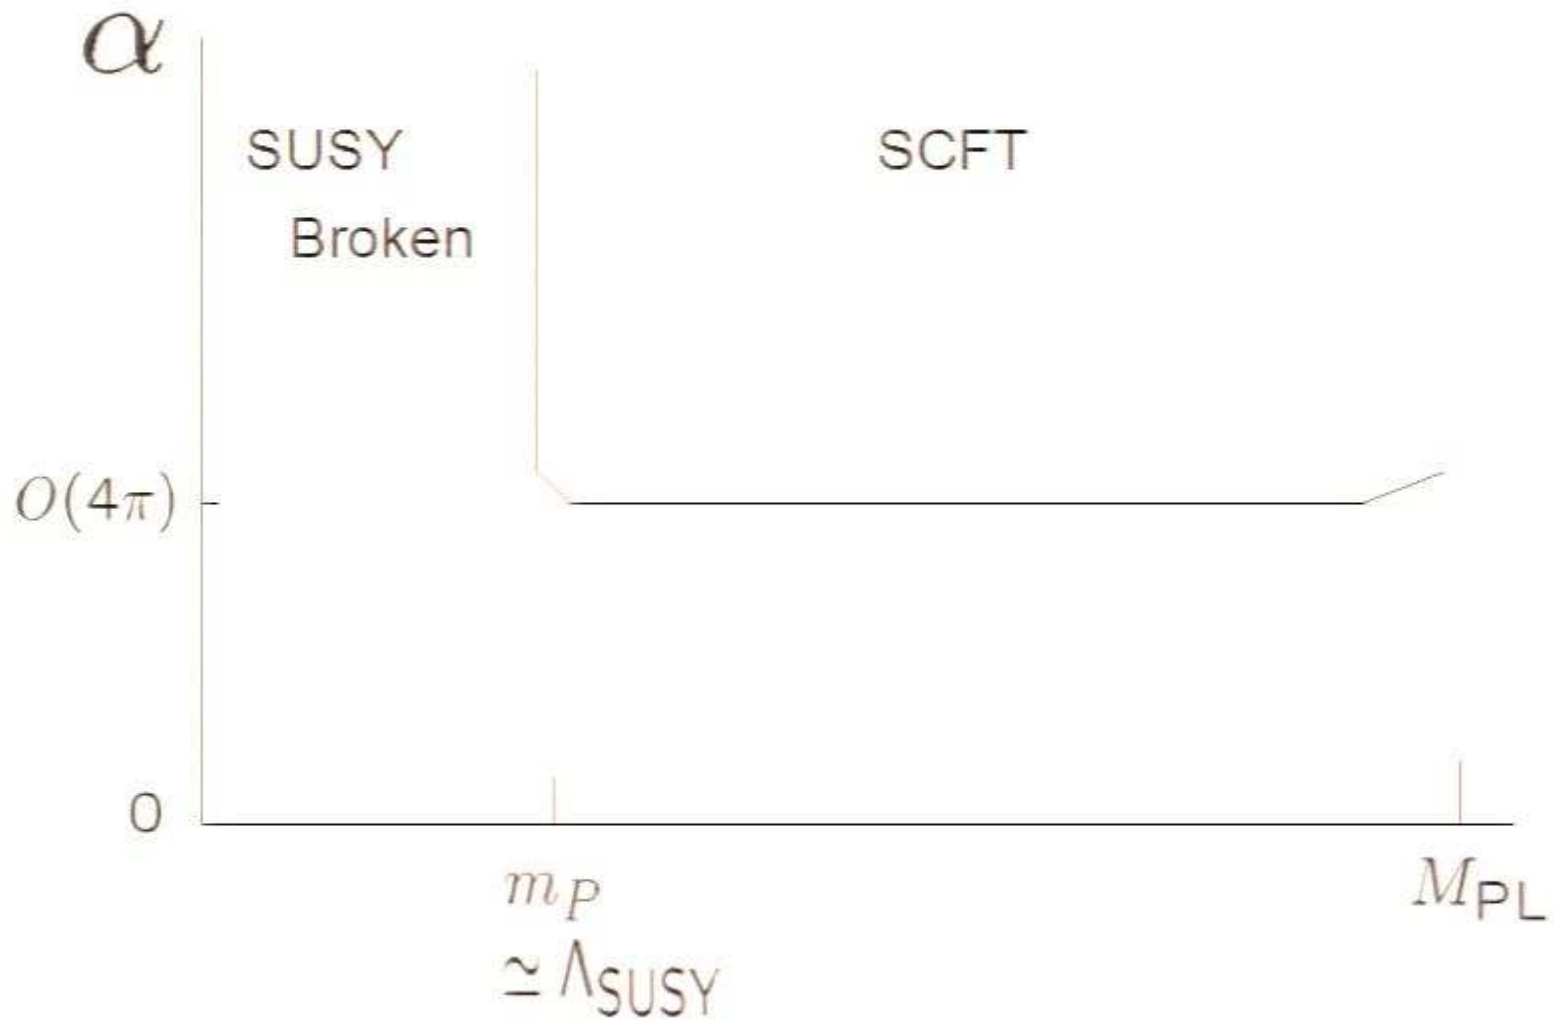 α
SUSY
Broken
SCFT
O(4π)
0
m_P
≃ Λ_SUSY
M_PL